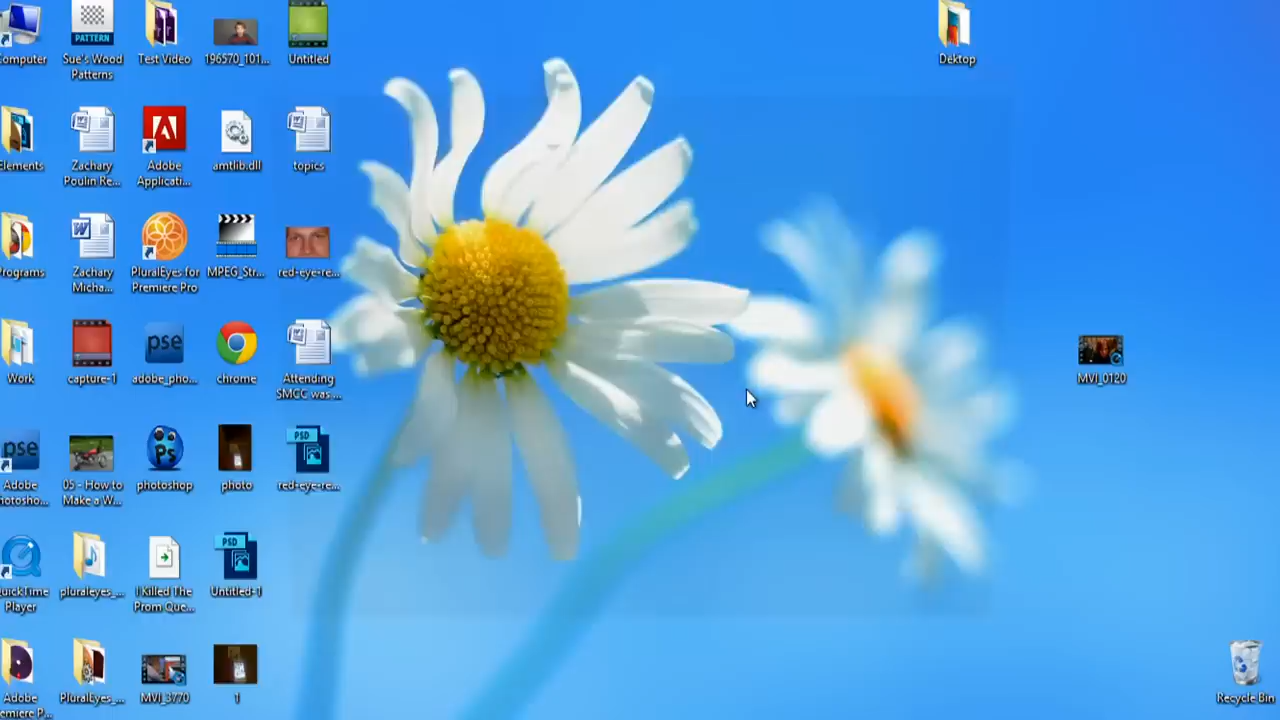 Computer
PATTERN
Sue's Wood
Patterns
Test Video
196570_101...
Untitled
Dektop
Elements
Zachary
Poulin Re...
Adobe
Applicati...
amtlib.dll
topics
Programs
Zachary
Micha...
PluralEyes for
Premiere Pro
MPEG_Str...
red-eye-re...
Work
capture-1
pse
adobe_pho...
chrome
Attending
SMCC was ...
MVI_0120
pse
Adobe
Photosho...
05 - How to
Make a W...
Ps
photoshop
photo
PSD
red-eye-re...
QuickTime
Player
pluraleyes_...
I Killed The
Prom Que...
PSD
Untitled-1
Adobe
Premiere P...
PluralEyes_...
MVI_3770
1
Recycle Bin